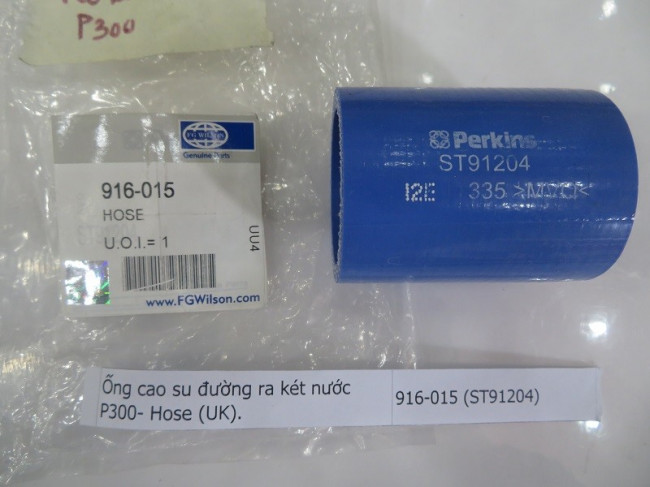 P300
FG WILSON
Genuine Parts
916-015
HOSE
U.O.I.= 1
UU4
www.FGWilson.com
Perkins
ST91204
12E 335
Ống cao su đường ra két nước
P300- Hose (UK).
916-015 (ST91204)